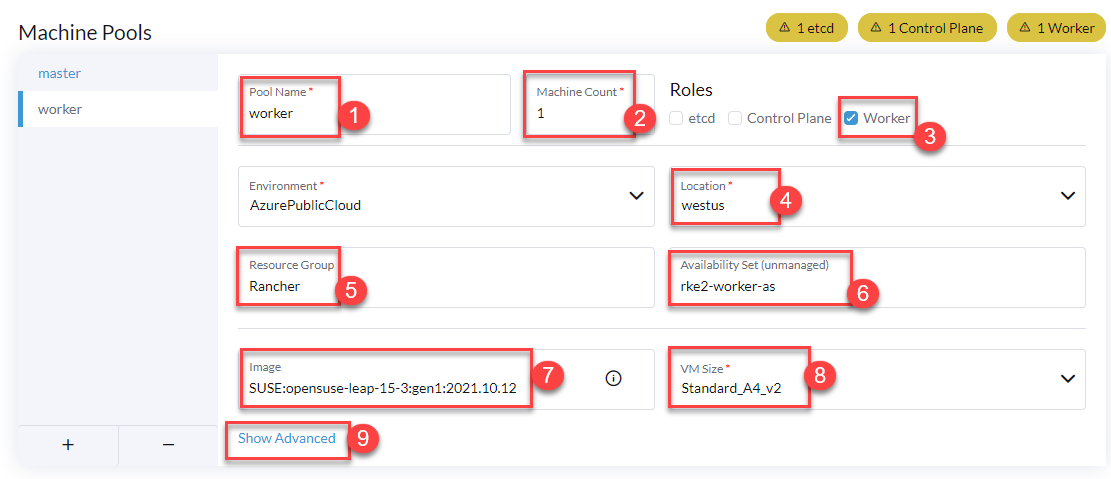 Machine Pools
1 etcd
1 Control Plane
1 Worker
master
worker
Pool Name *
worker
1
Machine Count *
1
2
Roles
etcd
Control Plane
Worker
3
Environment *
AzurePublicCloud
Location *
westus
4
Resource Group
Rancher
5
Availability Set (unmanaged)
rke2-worker-as
6
Image
SUSE:opensuse-leap-15-3:gen1:2021.10.12
7
VM Size *
Standard_A4_v2
8
+
−
Show Advanced
9